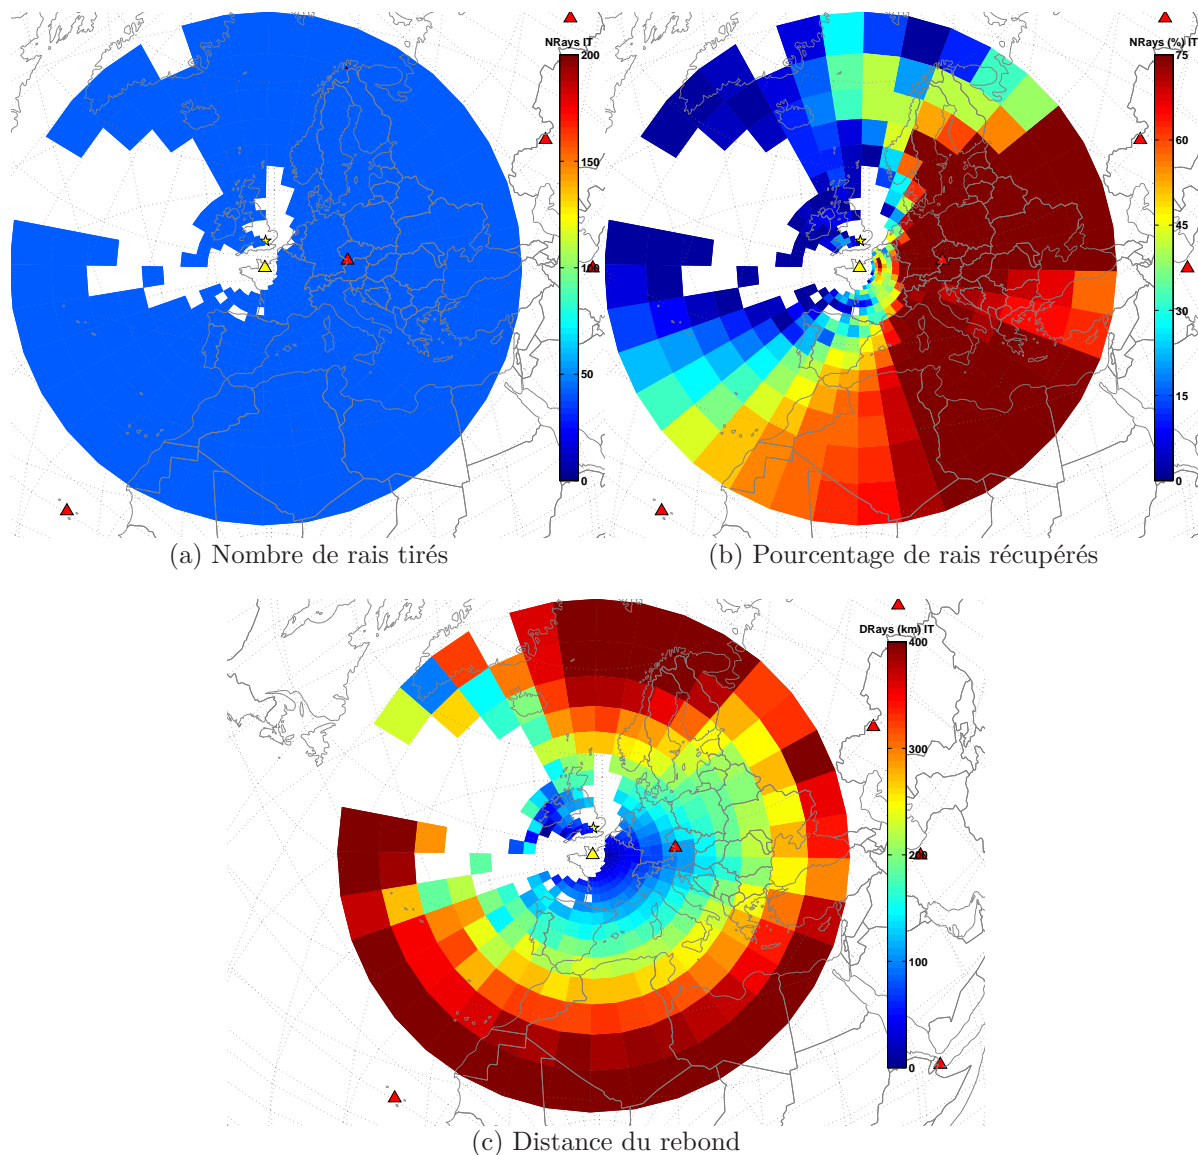 NRays IT
200
150
100
50
0
NRays (%) IT
75
60
45
30
15
0
(a) Nombre de rais tirés
(b) Pourcentage de rais récupérés
DRays (km) IT
400
300
200
100
0
(c) Distance du rebond